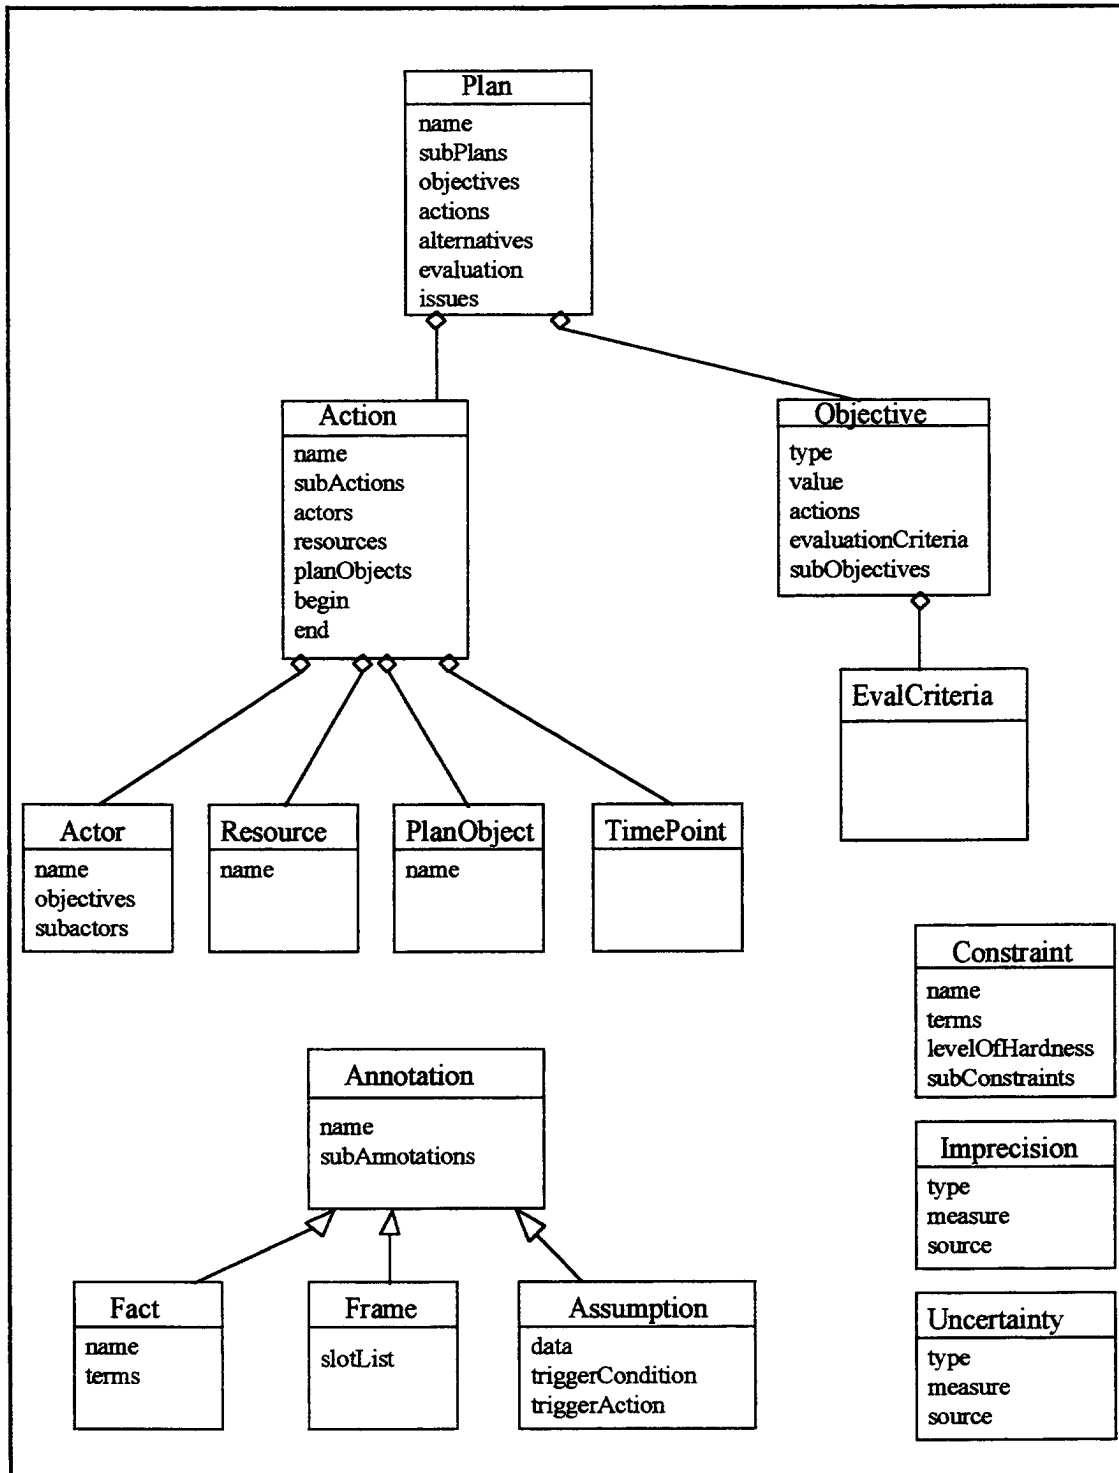 Plan
name
subPlans
objectives
actions
alternatives
evaluation
issues
Action
name
subActions
actors
resources
planObjects
begin
end
Objective
type
value
actions
evaluationCriteria
subObjectives
EvalCriteria
Actor
name
objectives
subactors
Resource
name
PlanObject
name
TimePoint
Constraint
name
terms
levelOfHardness
subConstraints
Annotation
name
subAnnotations
Imprecision
type
measure
source
Fact
name
terms
Frame
slotList
Assumption
data
triggerCondition
triggerAction
Uncertainty
type
measure
source